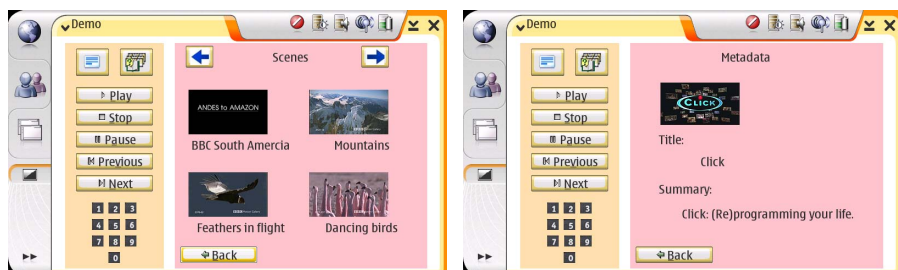 Demo
Scenes
Play
Stop
Pause
Previous
Next
1 2 3
4 5 6
7 8 9
0
ANDES to AMAZON
BBC South Amercia
Mountains
Feathers in flight
Dancing birds
Back
Demo
Metadata
Play
Stop
Pause
Previous
Next
1 2 3
4 5 6
7 8 9
0
CLICK
Title:
Click
Summary:
Click: (Re)programming your life.
Back